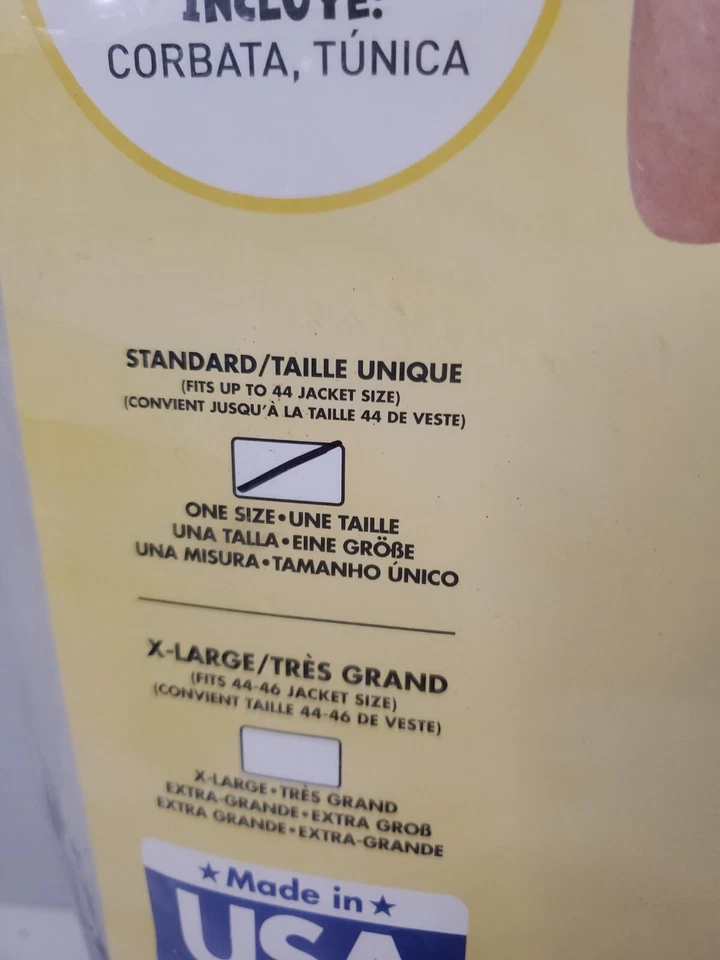 INCLUYE:
CORBATA, TÚNICA
STANDARD/TAILLE UNIQUE
(FITS UP TO 44 JACKET SIZE)
(CONVIENT JUSQU'À LA TAILLE 44 DE VESTE)
ONE SIZE•UNE TAILLE
UNA TALLA•EINE GRÖßE
UNA MISURA•TAMANHO ÚNICO
X-LARGE/TRÈS GRAND
(FITS 44-46 JACKET SIZE)
(CONVIENT TAILLE 44-46 DE VESTE)
X-LARGE•TRÈS GRAND
EXTRA-GRANDE•EXTRA GROß
EXTRA GRANDE•EXTRA-GRANDE
★Made in★
USA